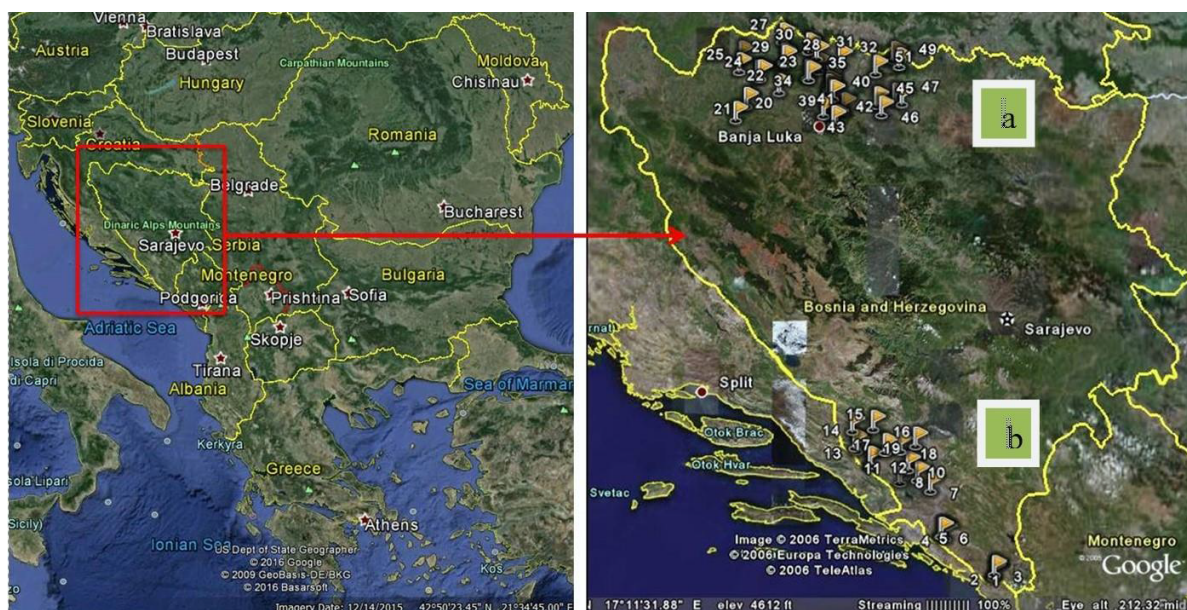 Vienna
Bratislava
Austria
Budapest
Carpathian Mountains
Moldova
Chisinau
Hungary
Slovenia
Croatia
Romania
Belgrade
Bucharest
Dinaric Alps Mountains
Sarajevo
Serbia
Montenegro
Bulgaria
Podgorica
Prishtina
Sofia
Adriatic Sea
Skopje
Isola di Procida
di Capri
Tirana
Albania
Sea of Marmar
Kerkyra
Greece
Isola Lipari
Sicily)
Athens
Ionian Sea
US Dept of State Geographer
© 2016 Google
© 2009 GeoBasis-DE/BKG
© 2016 Basarsoft
Kos
Imagery Date: 12/14/2015 42°50'23.45" N 21°34'45.00" E
27
30
28
31
32
49
51
25
29
24
23
35
22
34
40
45
47
21
20
39
41
42
46
43
Banja Luka
a
Bosnia and Herzegovina
Sarajevo
Split
Otok Brac
Otok Hvar
Svetac
15
14
16
13
17
19
18
11
12
10
8
7
b
4
5
6
2
1
3
Montenegro
Image © 2006 TerraMetrics
© 2006 Europa Technologies
© 2006 TeleAtlas
© 2005 Google
N 17°11'31.88" E elev 4612 ft Streaming |||||||||| 100% Eye alt 212.32 mi